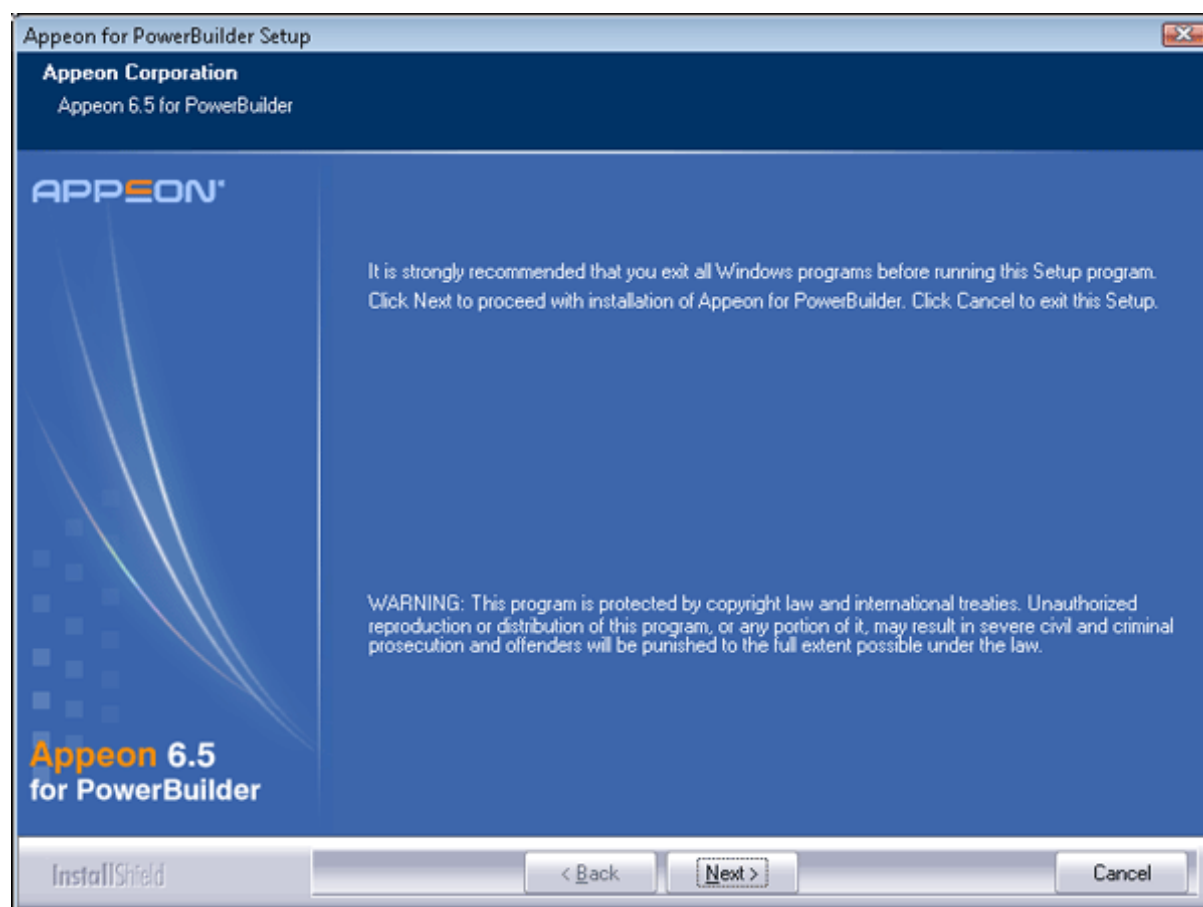 Appeon for PowerBuilder Setup
Appeon Corporation
Appeon 6.5 for PowerBuilder
APPEON
It is strongly recommended that you exit all Windows programs before running this Setup program.
Click Next to proceed with installation of Appeon for PowerBuilder. Click Cancel to exit this Setup.
WARNING: This program is protected by copyright law and international treaties. Unauthorized
reproduction or distribution of this program, or any portion of it, may result in severe civil and criminal
prosecution and offenders will be punished to the full extent possible under the law.
Appeon 6.5
for PowerBuilder
InstallShield
< Back
Next >
Cancel